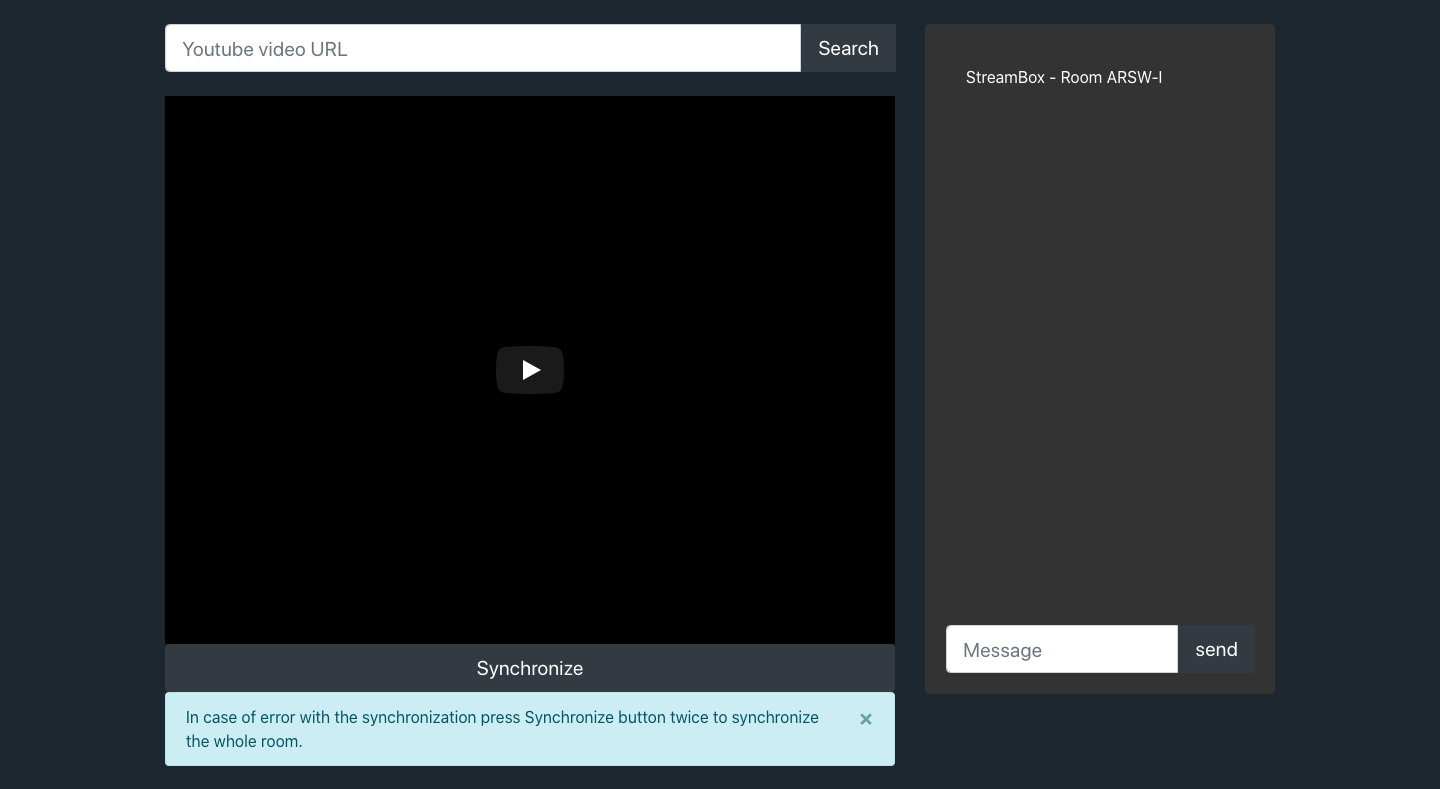 Youtube video URL
Search
StreamBox - Room ARSW-I
Message
send
Synchronize
In case of error with the synchronization press Synchronize button twice to synchronize
the whole room.
×